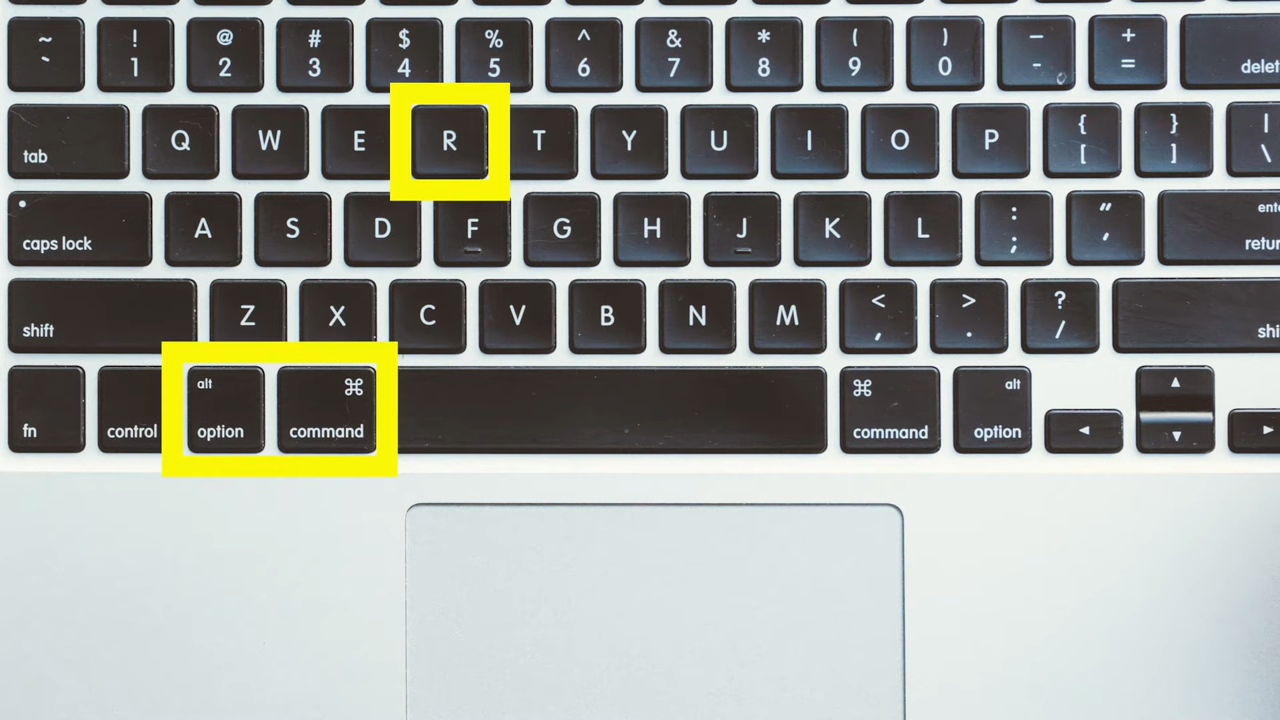 ~ ! @ # $ % ^ & * ( ) — +
` 1 2 3 4 5 6 7 8 9 0 - = delet
tab Q W E R T Y U I O P { [ } ] | \
caps lock A S D F G H J K L : ; “ ‘ ente retur
shift Z X C V B N M < , > . ? / shi
alt ⌘ ⌘ alt ▲
fn control option command command option ◄ ▼ ►